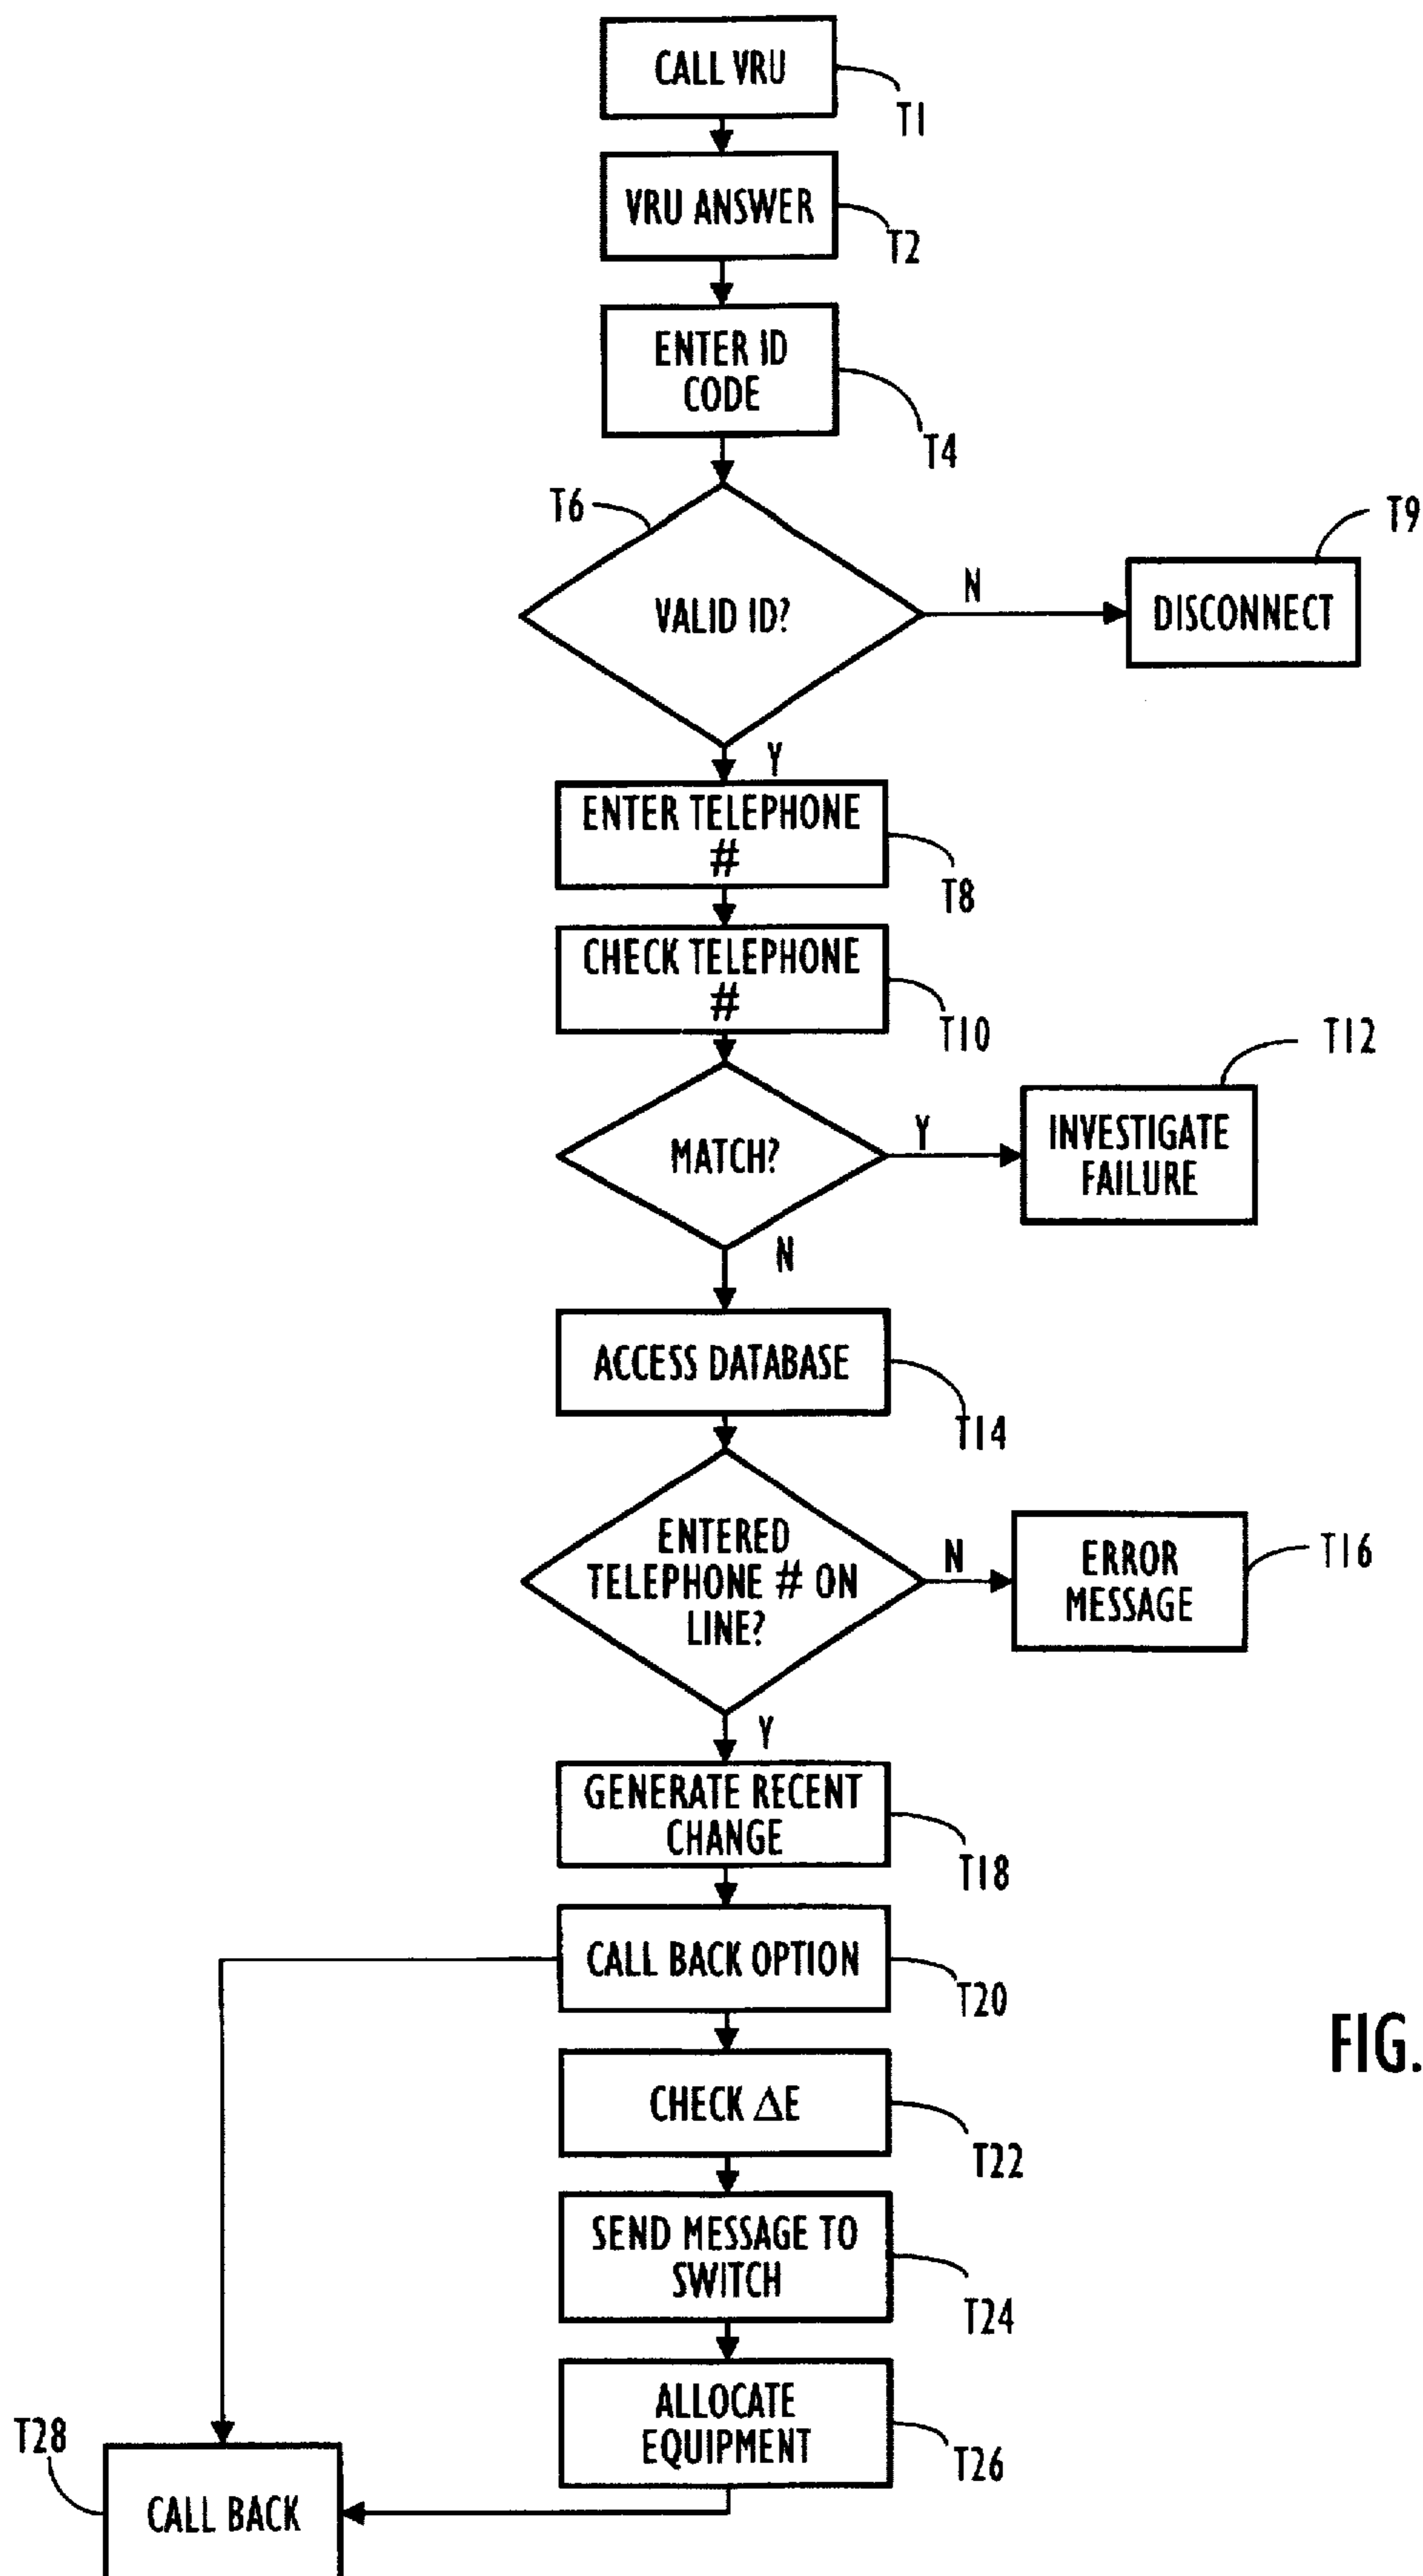 CALL VRU
T1
VRU ANSWER
T2
ENTER ID
CODE
T4
T6
VALID ID?
N
T9
DISCONNECT
Y
ENTER TELEPHONE
#
T8
CHECK TELEPHONE
#
T10
MATCH?
Y
T12
INVESTIGATE
FAILURE
N
ACCESS DATABASE
T14
ENTERED
TELEPHONE # ON
LINE?
N
ERROR
MESSAGE
T16
Y
GENERATE RECENT
CHANGE
T18
CALL BACK OPTION
T20
FIG.
CHECK ΔE
T22
SEND MESSAGE TO
SWITCH
T24
ALLOCATE
EQUIPMENT
T26
T28
CALL BACK